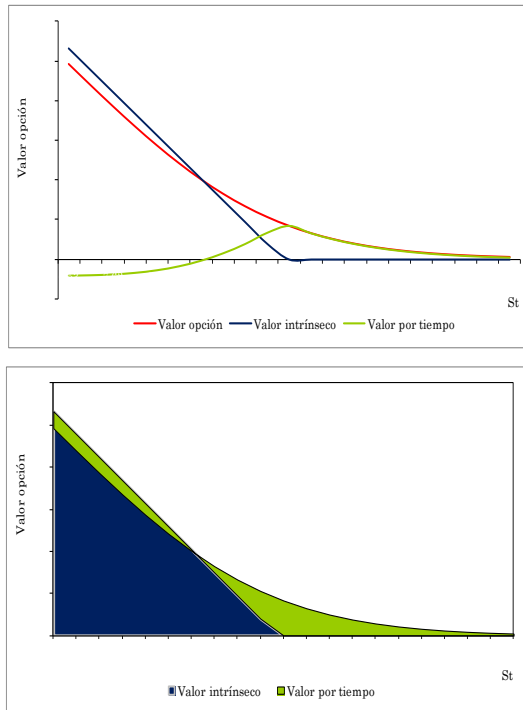 Valor opción
St
Valor opción Valor intrínseco Valor por tiempo
Valor opción
St
Valor intrínseco Valor por tiempo